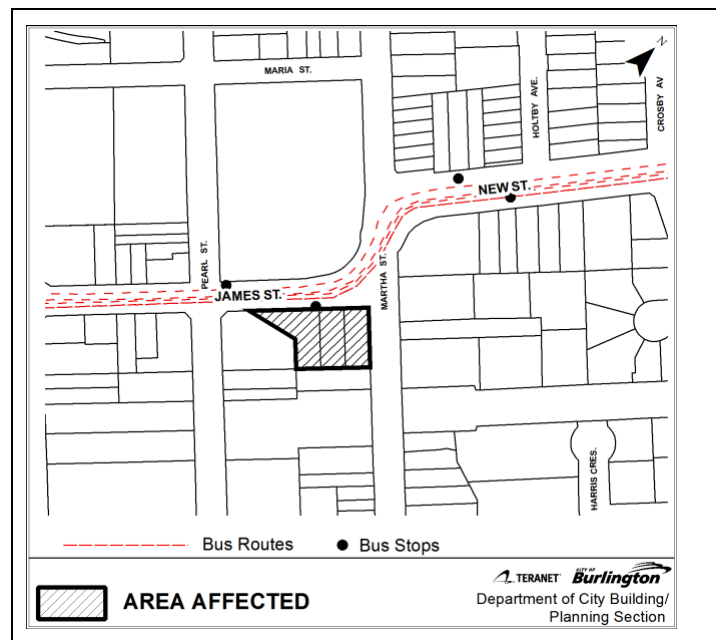 N
MARIA ST.
HOLTBY AVE.
CROSBY AV
NEW ST.
PEARL ST.
MARTHA ST.
JAMES ST.
HARRIS CRES.
Bus Routes
Bus Stops
AREA AFFECTED
TERANET
CITY OF
Burlington
Department of City Building/
Planning Section